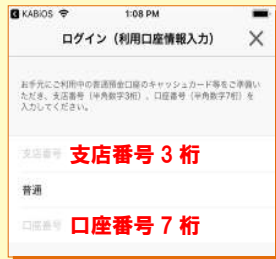 KABiOS 1:08 PM
ログイン（利用口座情報入力） ×
お手元にご利用中の普通預金口座のキャッシュカード等をご準備い
ただき、支店番号（半角数字3桁）、口座番号（半角数字7桁）を
入力してください。
支店番号 支店番号 3 桁
普通
口座番号 口座番号 7 桁